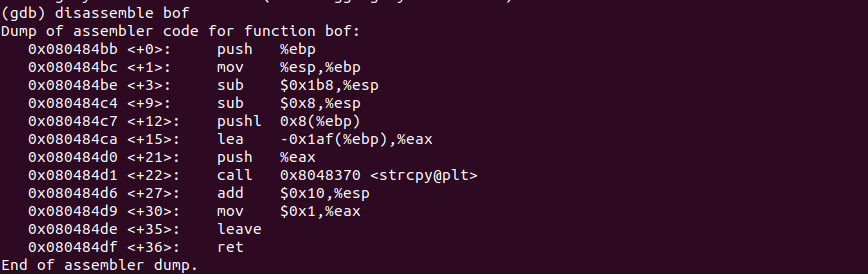 (gdb) disassemble bof
Dump of assembler code for function bof:
   0x080484bb <+0>:     push   %ebp
   0x080484bc <+1>:     mov    %esp,%ebp
   0x080484be <+3>:     sub    $0x1b8,%esp
   0x080484c4 <+9>:     sub    $0x8,%esp
   0x080484c7 <+12>:    pushl  0x8(%ebp)
   0x080484ca <+15>:    lea    -0x1af(%ebp),%eax
   0x080484d0 <+21>:    push   %eax
   0x080484d1 <+22>:    call   0x8048370 <strcpy@plt>
   0x080484d6 <+27>:    add    $0x10,%esp
   0x080484d9 <+30>:    mov    $0x1,%eax
   0x080484de <+35>:    leave
   0x080484df <+36>:    ret
End of assembler dump.